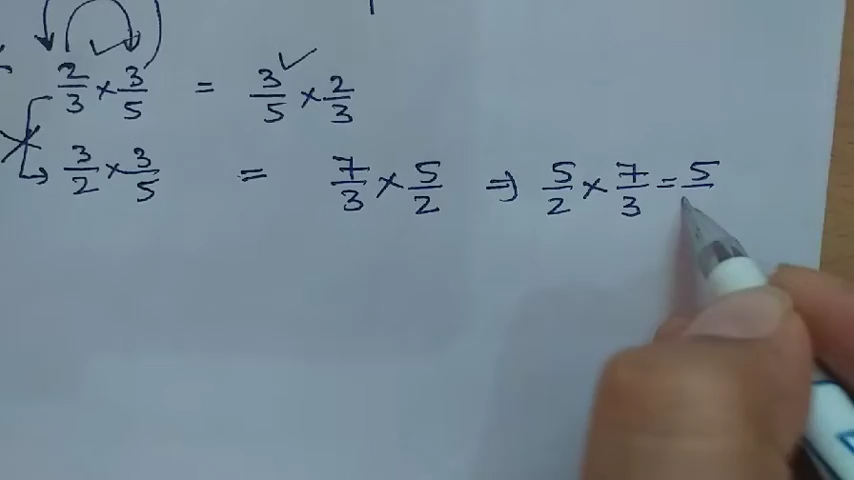 2/3 × 3/5 = 3/5 × 2/3
3/2 × 3/5 = 7/3 × 5/2 ⇒ 5/2 × 7/3 = 5/